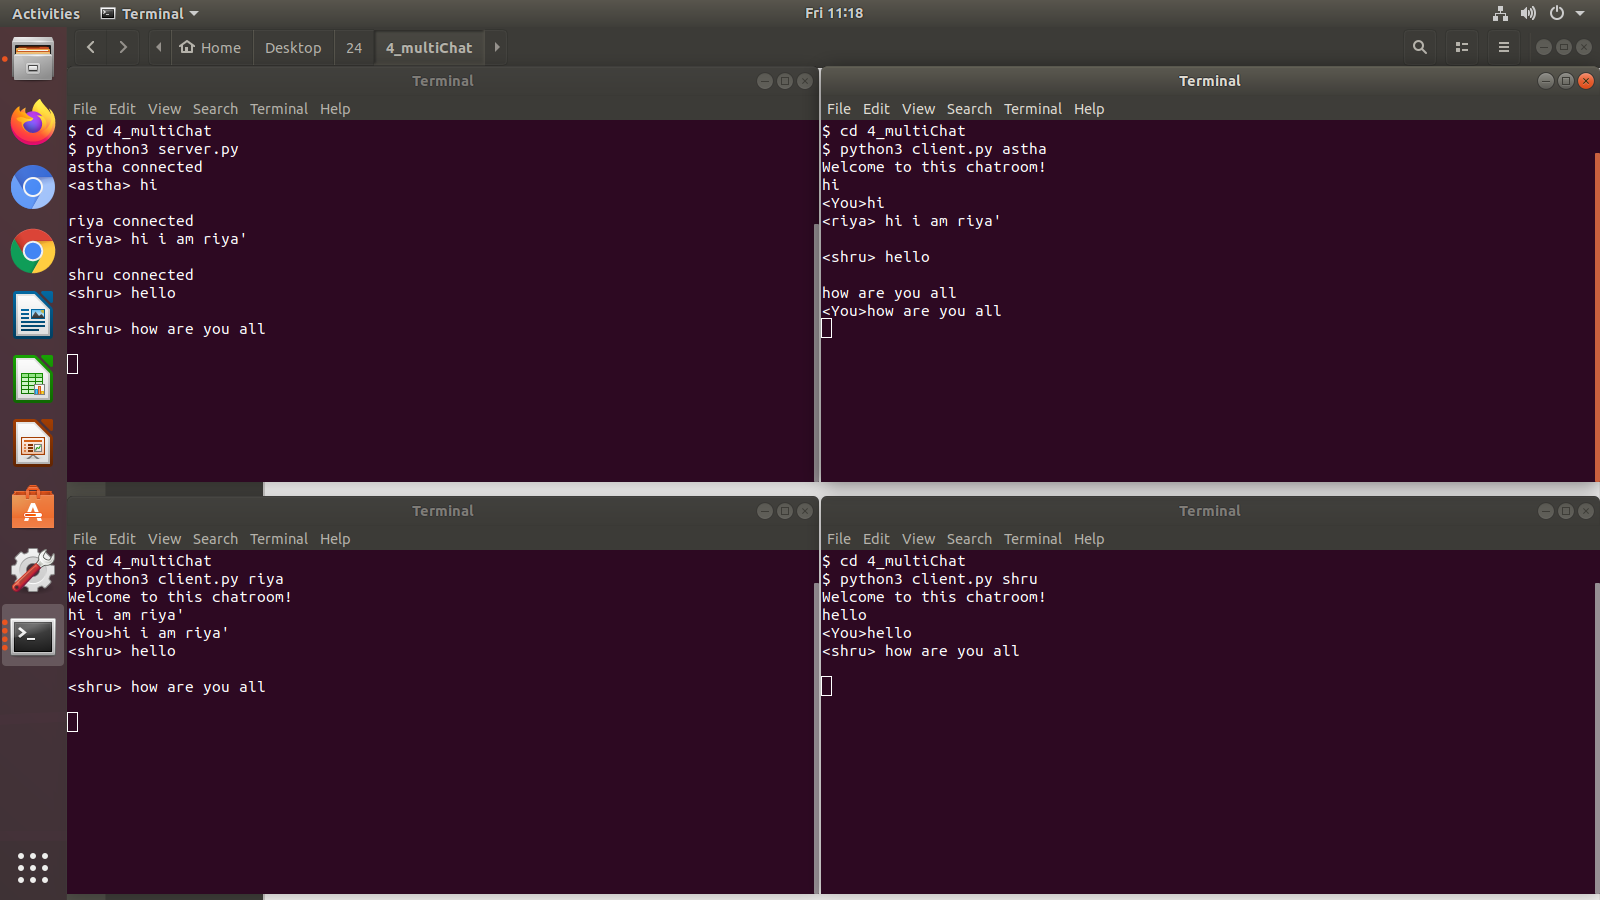 Activities
Terminal
Fri 11:18
Home
Desktop
24
4_multiChat
Terminal
File Edit View Search Terminal Help
$ cd 4_multiChat
$ python3 server.py
astha connected
<astha> hi
riya connected
<riya> hi i am riya'
shru connected
<shru> hello
<shru> how are you all
Terminal
File Edit View Search Terminal Help
$ cd 4_multiChat
$ python3 client.py astha
Welcome to this chatroom!
hi
<You>hi
<riya> hi i am riya'
<shru> hello
how are you all
<You>how are you all
Terminal
File Edit View Search Terminal Help
$ cd 4_multiChat
$ python3 client.py riya
Welcome to this chatroom!
hi i am riya'
<You>hi i am riya'
<shru> hello
<shru> how are you all
Terminal
File Edit View Search Terminal Help
$ cd 4_multiChat
$ python3 client.py shru
Welcome to this chatroom!
hello
<You>hello
<shru> how are you all